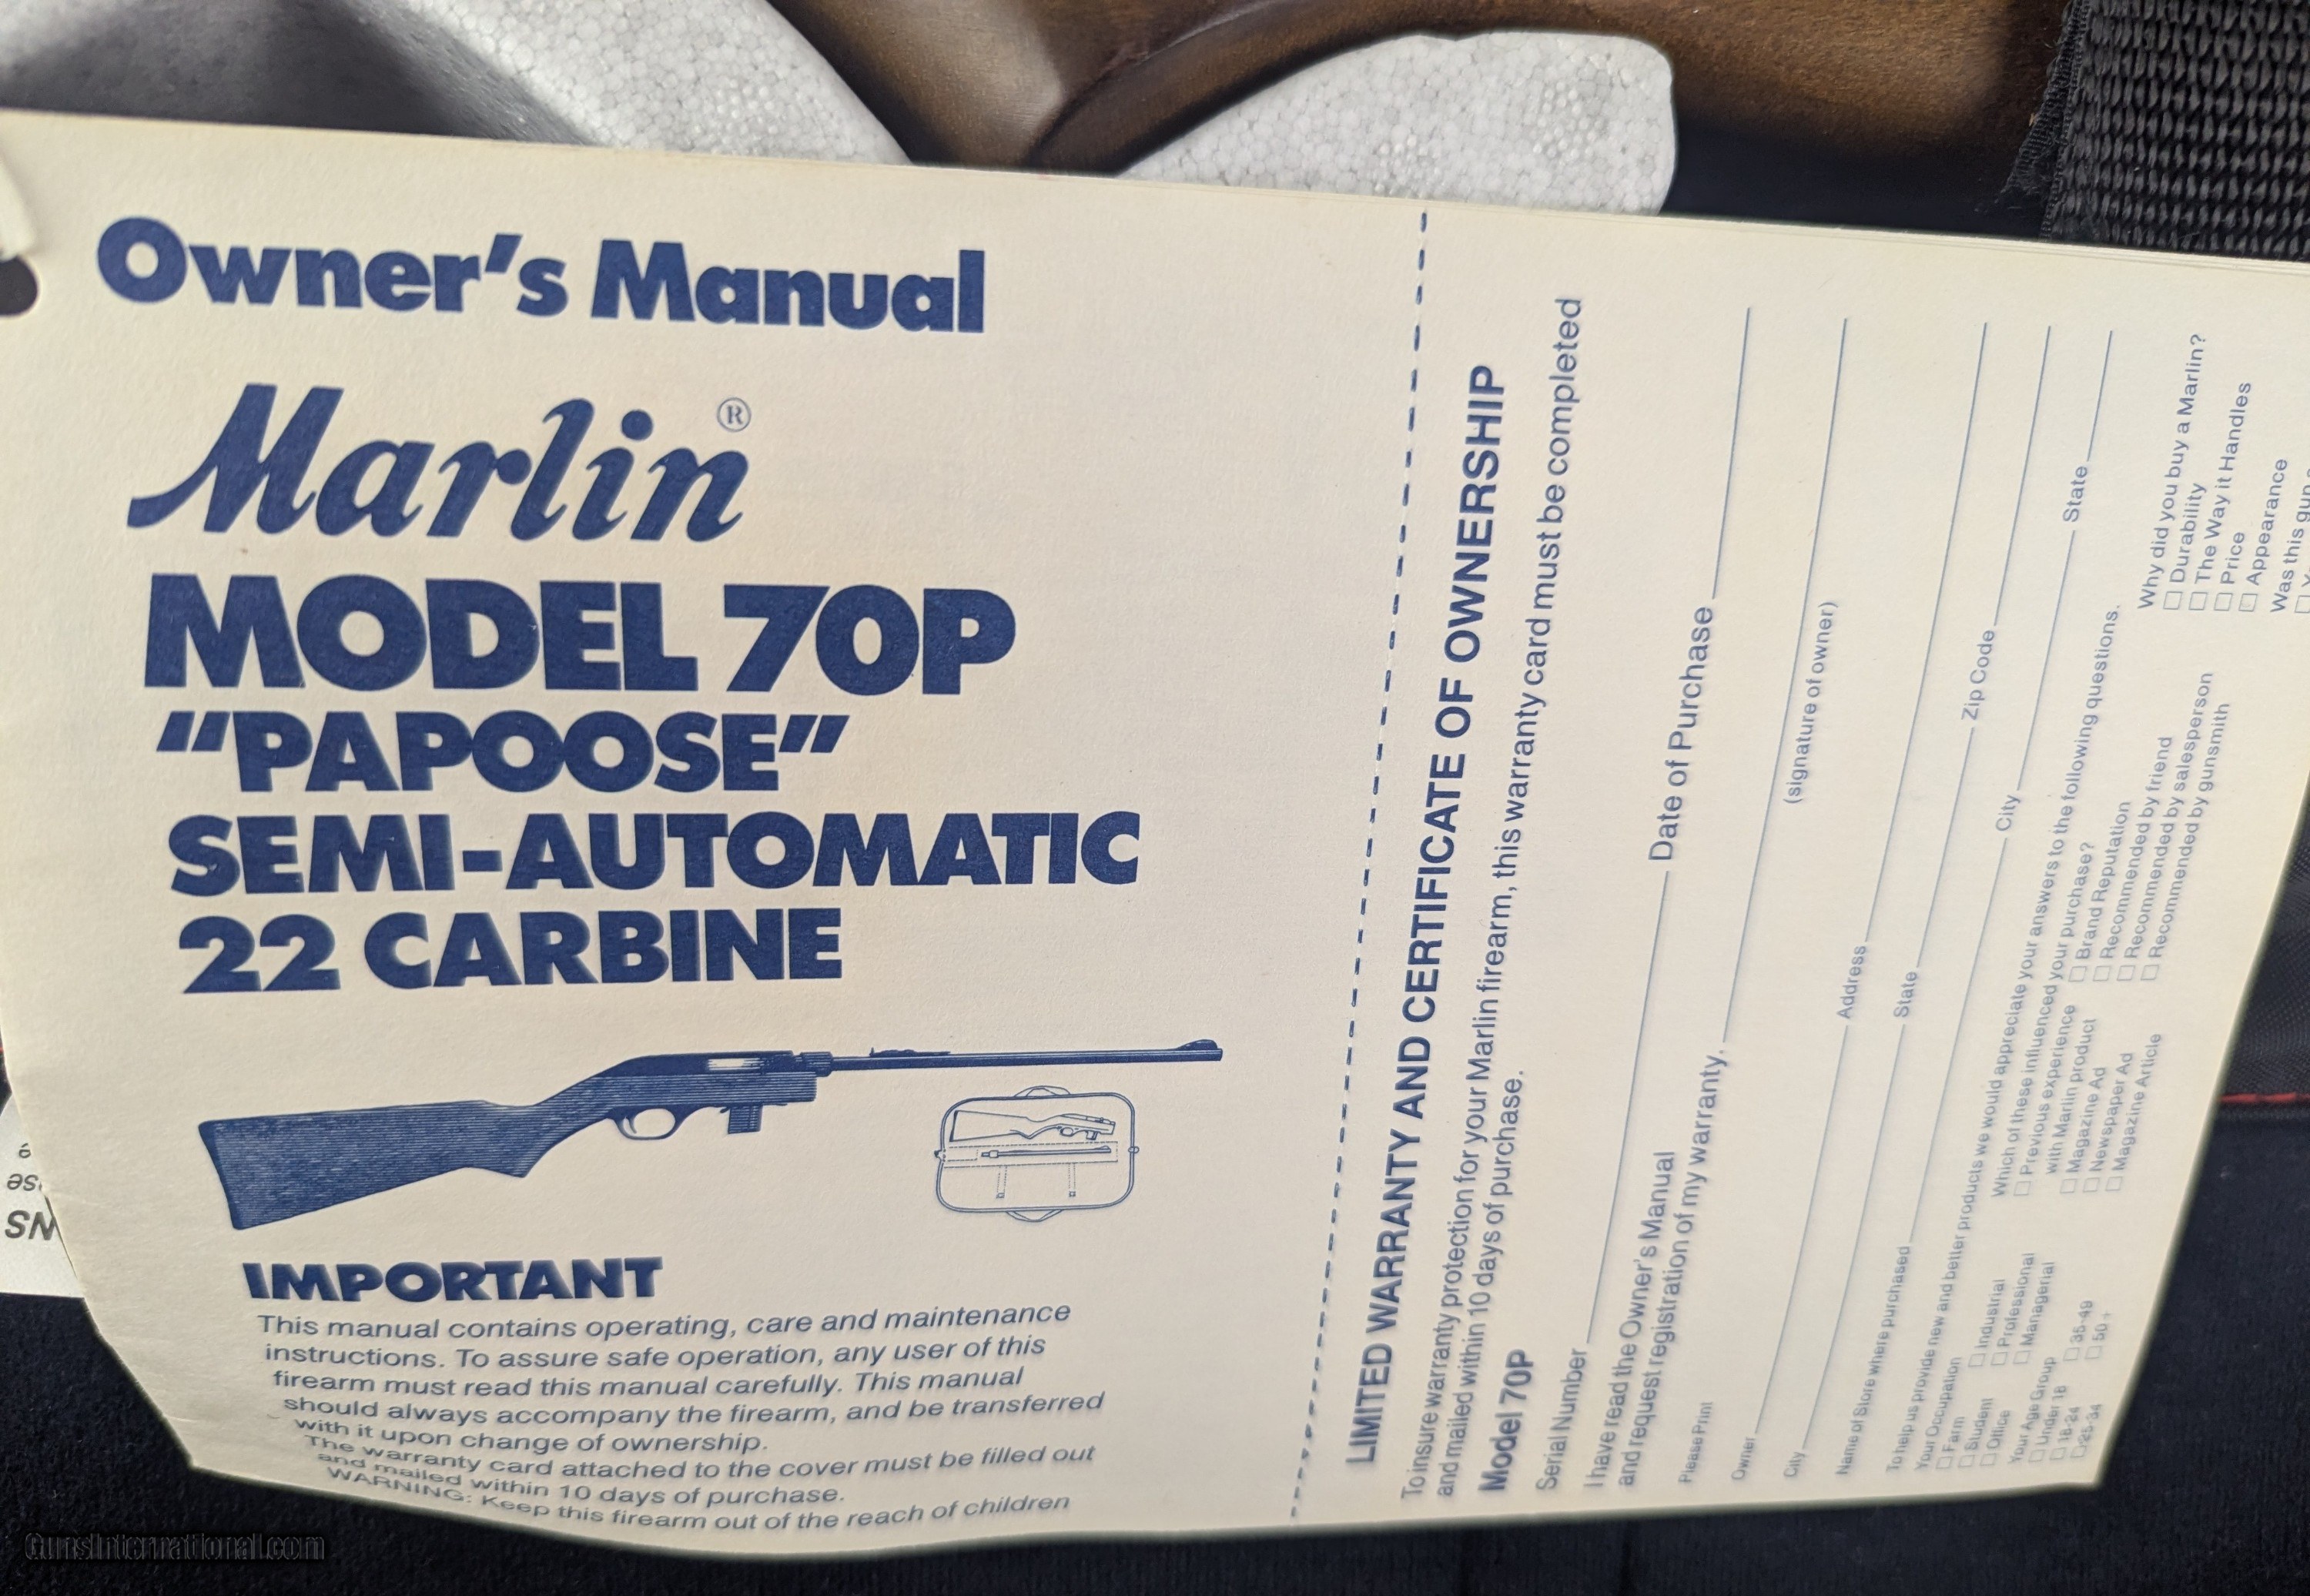 Owner's Manual
Marlin®
MODEL 70P
"PAPOOSE"
SEMI-AUTOMATIC
22 CARBINE
IMPORTANT
This manual contains operating, care and maintenance
instructions. To assure safe operation, any user of this
firearm must read this manual carefully. This manual
should always accompany the firearm, and be transferred
with it upon change of ownership.
The warranty card attached to the cover must be filled out
and mailed within 10 days of purchase.
WARNING: Keep this firearm out of the reach of children
LIMITED WARRANTY AND CERTIFICATE OF OWNERSHIP
To insure warranty protection for your Marlin firearm, this warranty card must be completed
and mailed within 10 days of purchase.
Model 70P
Serial Number Date of Purchase
I have read the Owner's Manual
and request registration of my warranty.
(signature of owner)
Please Print
Owner Address
City State Zip Code
Name of Store where purchased City State
To help us provide new and better products we would appreciate your answers to the following questions.
Your Occupation
Farm
Student
Office
Industrial
Professional
Managerial
Your Age Group
Under 18
18-24
25-34
35-49
50+
Which of these influenced your purchase?
Previous experience
with Marlin product
Magazine Ad
Newspaper Ad
Magazine Article
Brand Reputation
Recommended by friend
Recommended by salesperson
Recommended by gunsmith
Why did you buy a Marlin?
Durability
The Way it Handles
Price
Appearance
Was this gun
GunsInternational.com